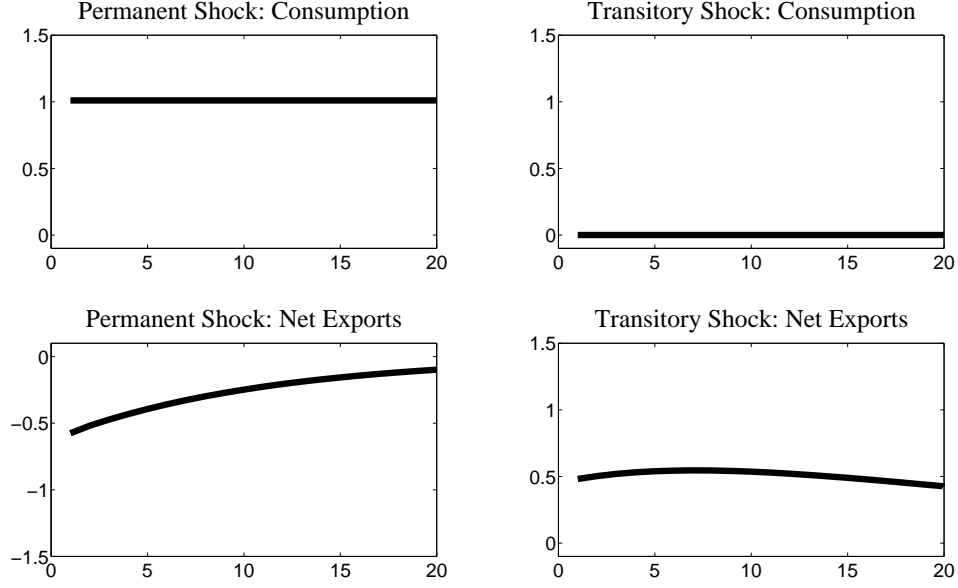 Permanent Shock: Consumption
1.5
1
0.5
0
0 5 10 15 20
Transitory Shock: Consumption
1.5
1
0.5
0
0 5 10 15 20
Permanent Shock: Net Exports
0
−0.5
−1
−1.5
0 5 10 15 20
Transitory Shock: Net Exports
1.5
1
0.5
0
0 5 10 15 20